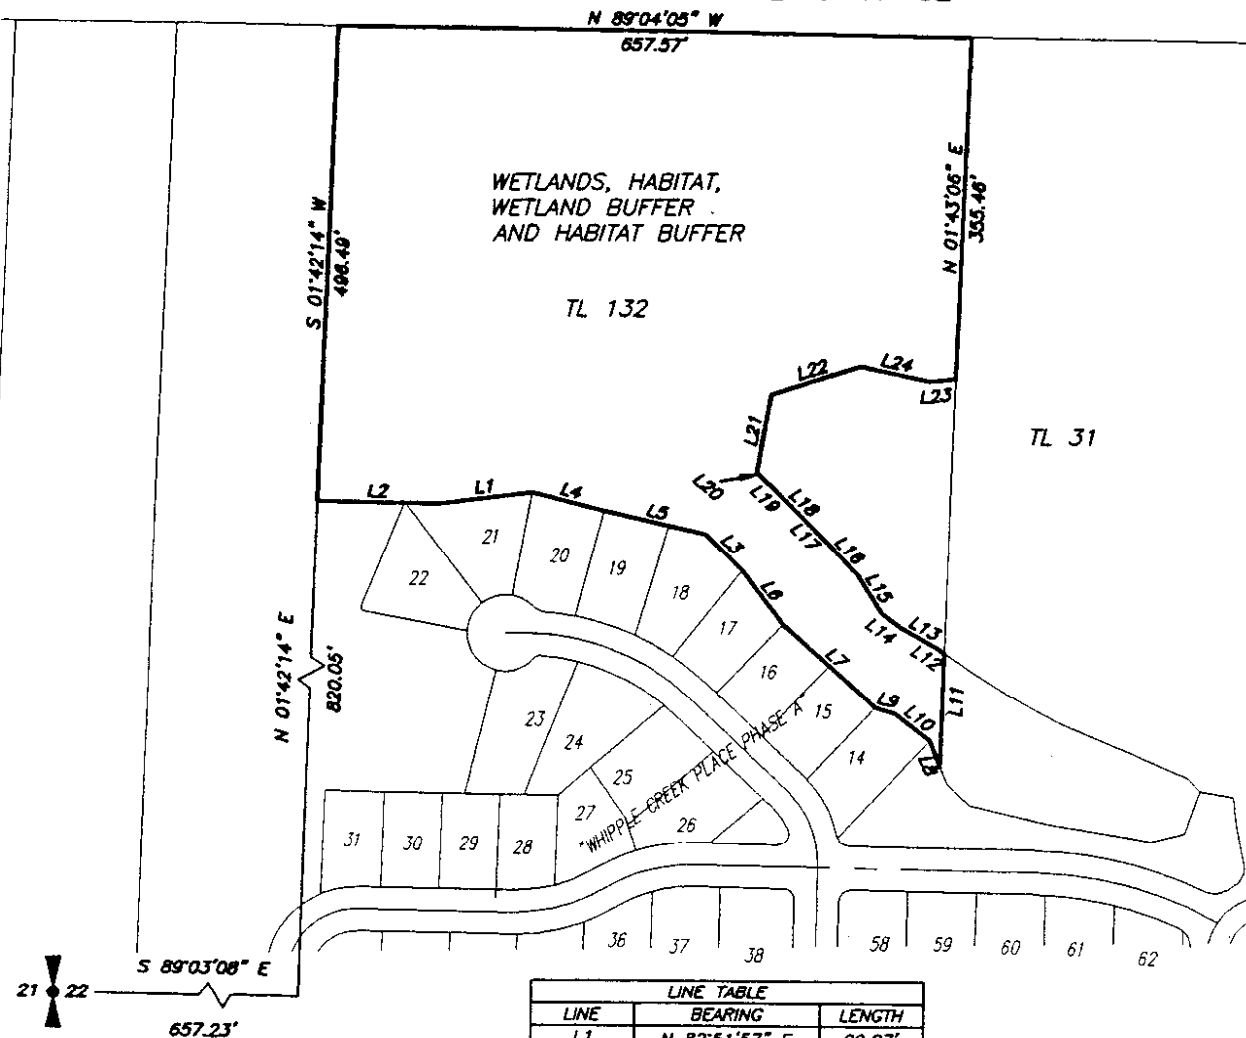 N 89°04'05" W
657.57'
WETLANDS, HABITAT,
WETLAND BUFFER
AND HABITAT BUFFER
TL 132
S 01°42'14" W
496.49'
N 01°43'06" E
355.46'
L22
L24
L23
L21
TL 31
L20
L19
L18
L17
L16
L15
L14
L13
L12
L11
L2
L1
L4
L5
L3
L6
L7
L9
L10
L8
21
20
19
18
22
17
16
15
14
N 01°42'14" E
820.05'
23
24
25
26
27
"WHIPPLE CREEK PLACE PHASE A"
31
30
29
28
36
37
38
58
59
60
61
62
S 89°03'08" E
657.23'
21
22
LINE TABLE
LINE BEARING LENGTH
L1